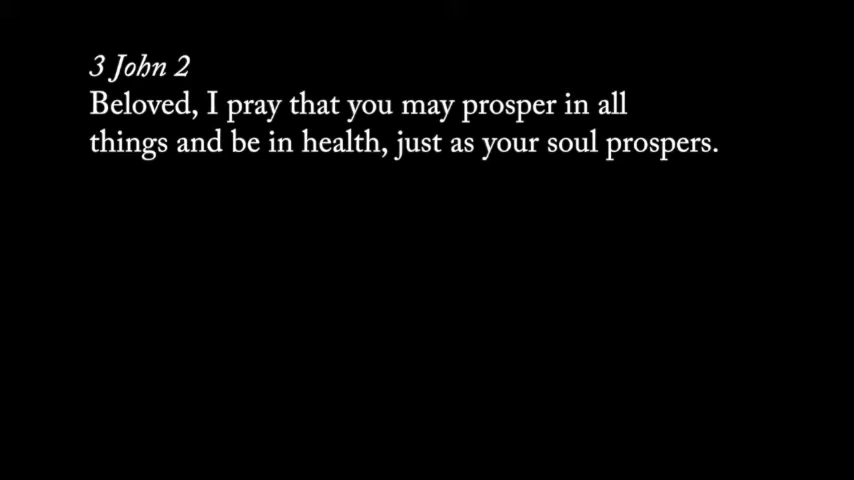 3 John 2
Beloved, I pray that you may prosper in all
things and be in health, just as your soul prospers.